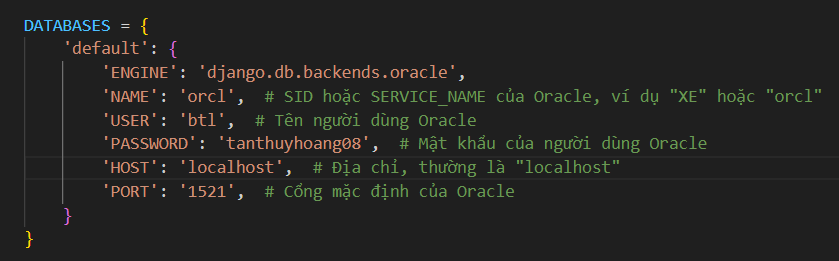 DATABASES = {
    'default': {
        'ENGINE': 'django.db.backends.oracle',
        'NAME': 'orcl',  # SID hoặc SERVICE_NAME của Oracle, ví dụ "XE" hoặc "orcl"
        'USER': 'btl',  # Tên người dùng Oracle
        'PASSWORD': 'tanthuyhoang08',  # Mật khẩu của người dùng Oracle
        'HOST': 'localhost',  # Địa chỉ, thường là "localhost"
        'PORT': '1521',  # Cổng mặc định của Oracle
    }
}